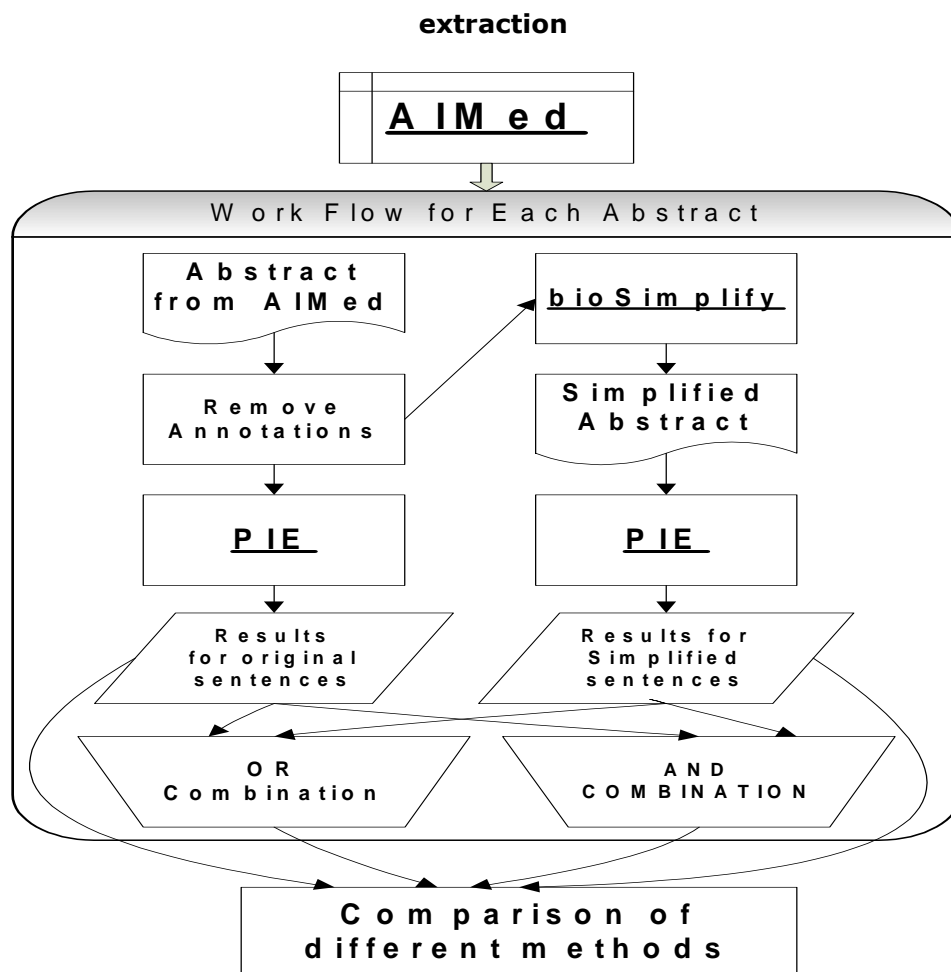 extraction
AIMed
Work Flow for Each Abstract
Abstract
from AIMed
Remove
Annotations
PIE
Results
for original
sentences
bioSimplify
Simplified
Abstract
PIE
Results for
Simplified
sentences
OR
Combination
AND
COMBINATION
Comparison of
different methods